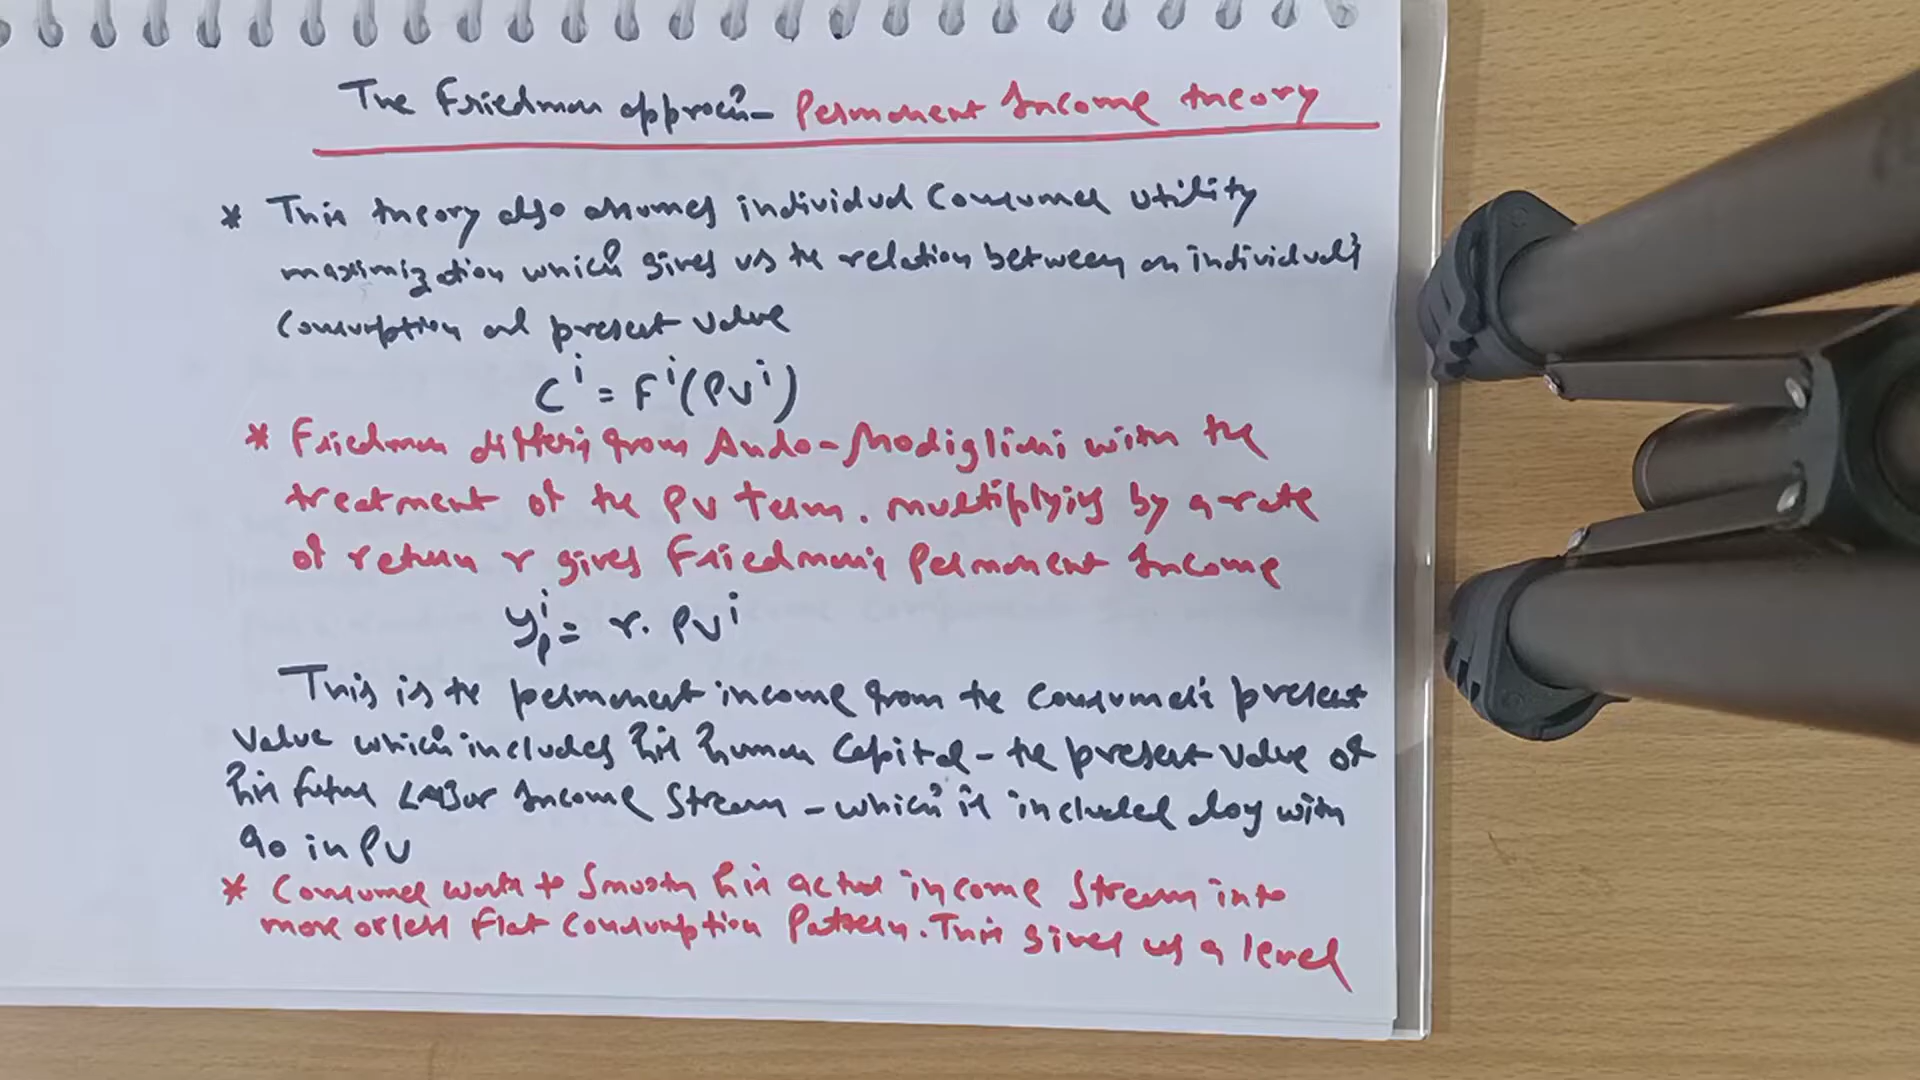 The Friedman approach - Permanent Income theory
* This theory also assumes individual Consumer utility
maximization which gives us the relation between an individual's
Consumption and present value
C^i = F^i(PV^i)
* Friedman differs from Ando-Modigliani with the
treatment of the PV term. multiplying by a rate
of return r gives Friedman's Permanent Income
y_p^i = r. PV^i
This is the permanent income from the Consumer's present
Value which includes his human Capital - the present value of
his future Labor Income Stream - which is included along with
a_0 in PV
* Consumer wants to Smooth his actual income Stream into
more or less flat Consumption Pattern. This gives us a level